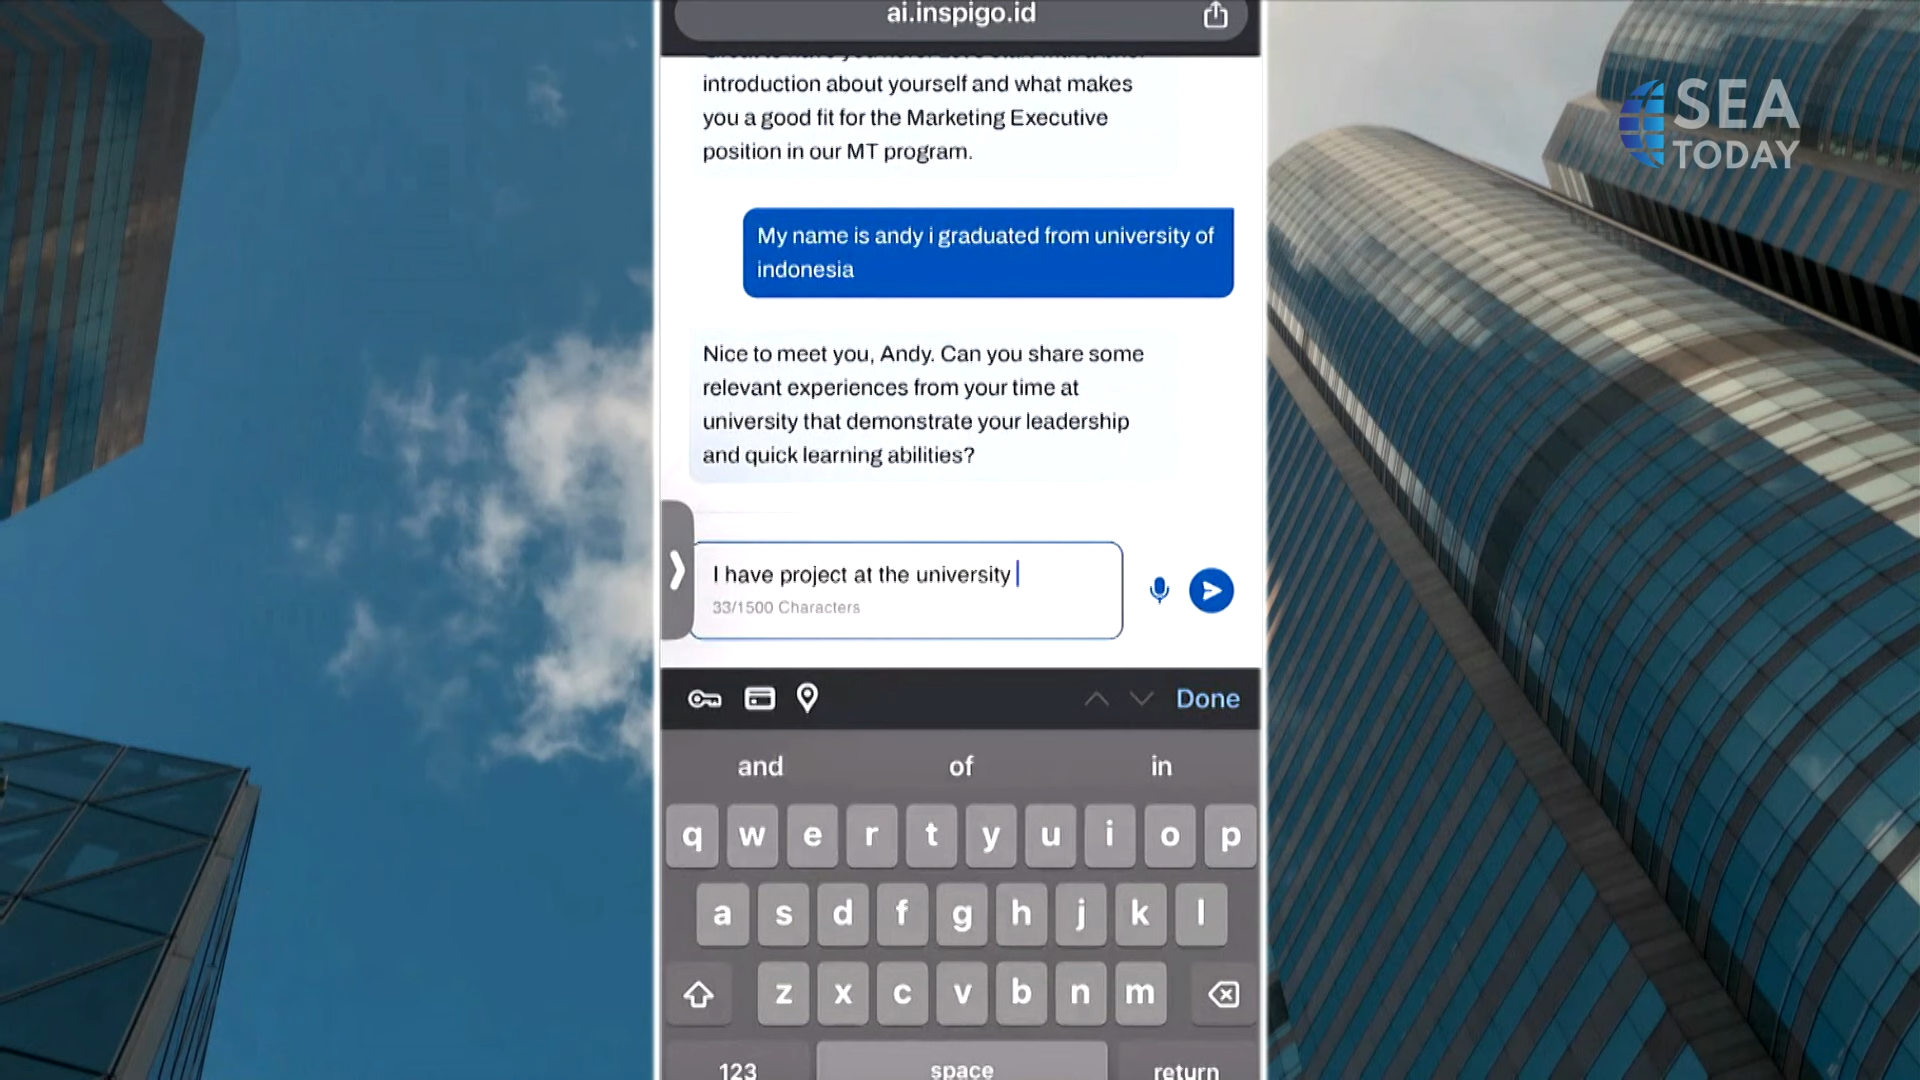 ai.inspigo.id
introduction about yourself and what makes
you a good fit for the Marketing Executive
position in our MT program.
My name is andy i graduated from university of
indonesia
Nice to meet you, Andy. Can you share some
relevant experiences from your time at
university that demonstrate your leadership
and quick learning abilities?
I have project at the university
33/1500 Characters
Done
and of in
q w e r t y u i o p
a s d f g h j k l
z x c v b n m
123 space return
SEA
TODAY